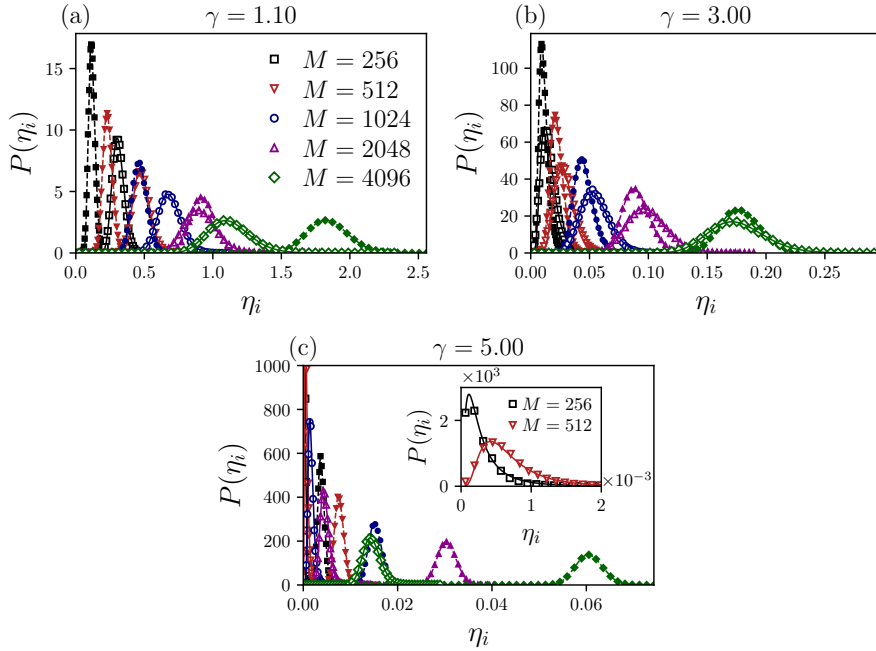 (a) γ = 1.10
P(η_i)
15
10
5
0
0.0 0.5 1.0 1.5 2.0 2.5
η_i
M = 256
M = 512
M = 1024
M = 2048
M = 4096
(b) γ = 3.00
P(η_i)
100
80
60
40
20
0
0.00 0.05 0.10 0.15 0.20 0.25
η_i
(c) γ = 5.00
P(η_i)
1000
800
600
400
200
0
0.00 0.02 0.04 0.06
η_i
×10³
P(η_i)
2
0
0 1 2
×10⁻³
η_i
M = 256
M = 512